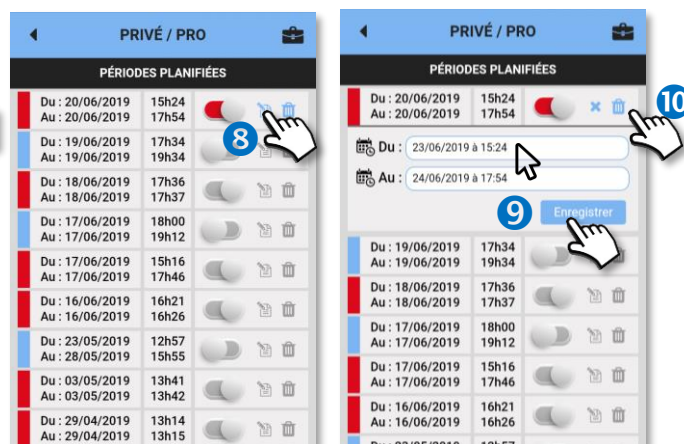 PRIVÉ / PRO
PÉRIODES PLANIFIÉES
Du : 20/06/2019 15h24
Au : 20/06/2019 17h54
8
Du : 19/06/2019 17h34
Au : 19/06/2019 19h34
Du : 18/06/2019 17h36
Au : 18/06/2019 17h37
Du : 17/06/2019 18h00
Au : 17/06/2019 19h12
Du : 17/06/2019 15h16
Au : 17/06/2019 17h46
Du : 16/06/2019 16h21
Au : 16/06/2019 16h26
Du : 23/05/2019 12h57
Au : 28/05/2019 15h55
Du : 03/05/2019 13h41
Au : 03/05/2019 13h42
Du : 29/04/2019 13h14
Au : 29/04/2019 13h15
PRIVÉ / PRO
PÉRIODES PLANIFIÉES
Du : 20/06/2019 15h24
Au : 20/06/2019 17h54
10
Du : 23/06/2019 à 15:24
Au : 24/06/2019 à 17:54
9 Enregistrer
Du : 19/06/2019 17h34
Au : 19/06/2019 19h34
Du : 18/06/2019 17h36
Au : 18/06/2019 17h37
Du : 17/06/2019 18h00
Au : 17/06/2019 19h12
Du : 17/06/2019 15h16
Au : 17/06/2019 17h46
Du : 16/06/2019 16h21
Au : 16/06/2019 16h26